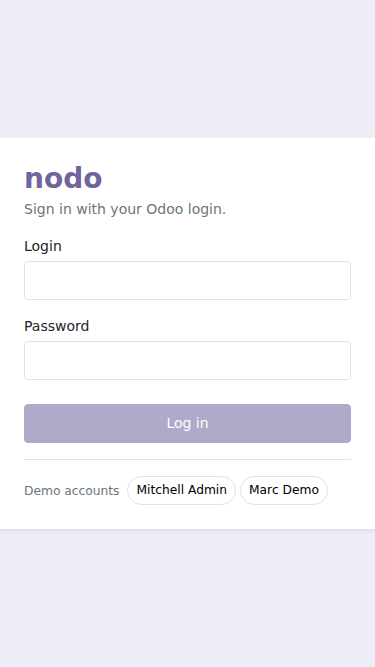 nodo
Sign in with your Odoo login.
Login
Password
Log in
Demo accounts Mitchell Admin Marc Demo